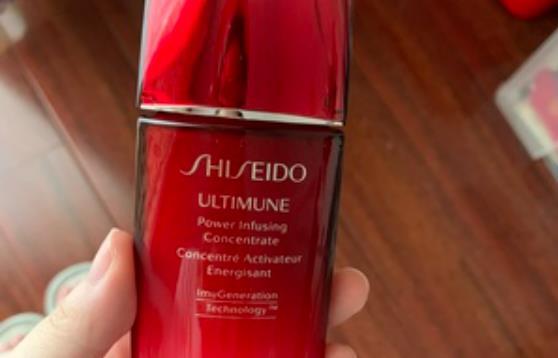 SHISEIDO
ULTIMUNE
Power Infusing
Concentrate
Concentré Activateur
Énergisant
ImuGeneration
Technology™